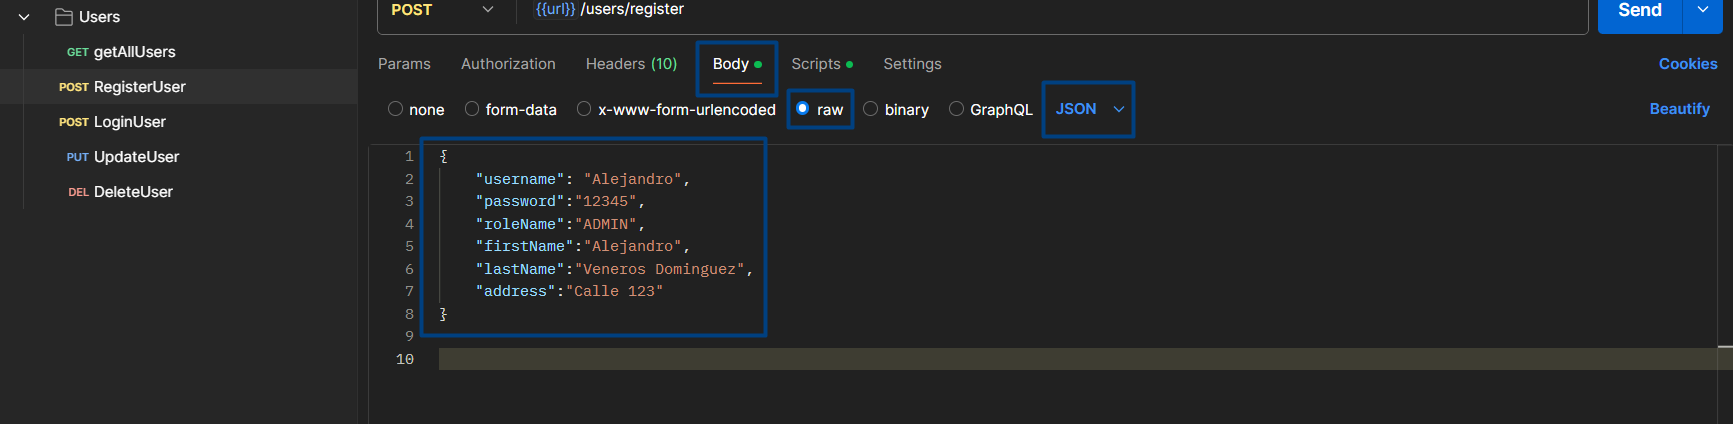 Users
GET getAllUsers
POST RegisterUser
POST LoginUser
PUT UpdateUser
DEL DeleteUser
POST {{url}} /users/register Send
Params Authorization Headers (10) Body Scripts Settings Cookies
none form-data x-www-form-urlencoded raw binary GraphQL JSON Beautify
1 {
2 "username": "Alejandro",
3 "password":"12345",
4 "roleName":"ADMIN",
5 "firstName":"Alejandro",
6 "lastName":"Veneros Dominguez",
7 "address":"Calle 123"
8 }
9
10